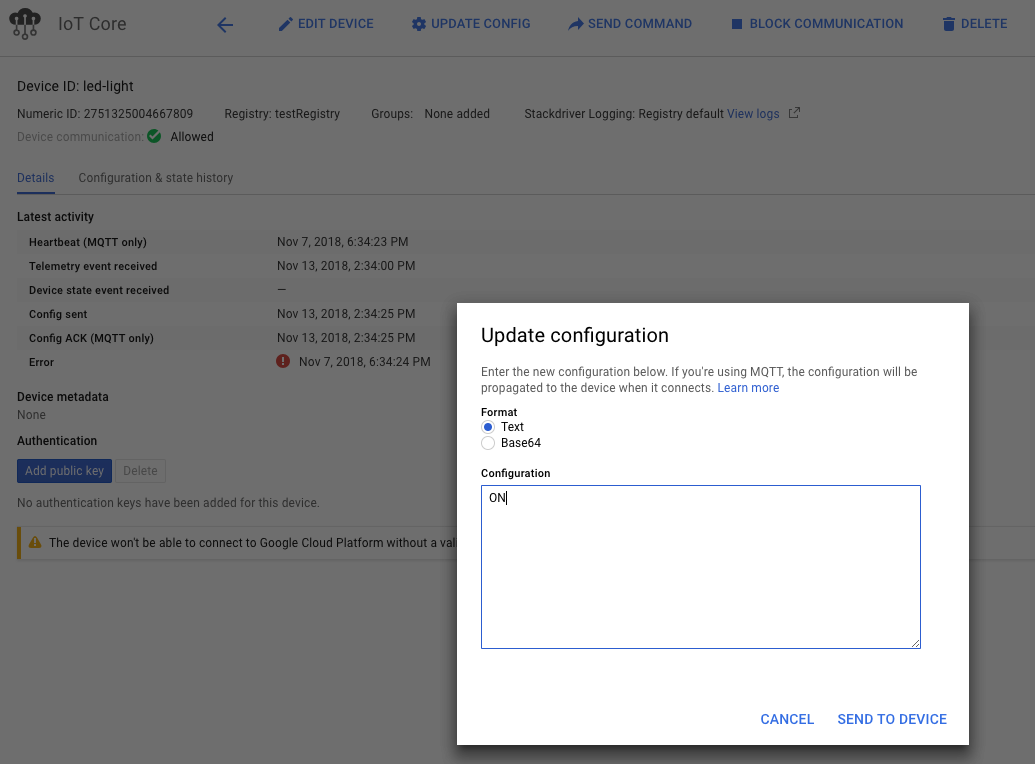 IoT Core EDIT DEVICE UPDATE CONFIG SEND COMMAND BLOCK COMMUNICATION DELETE
Device ID: led-light
Numeric ID: 2751325004667809 Registry: testRegistry Groups: None added Stackdriver Logging: Registry default View logs
Device communication: Allowed
Details Configuration & state history
Latest activity
Heartbeat (MQTT only) Nov 7, 2018, 6:34:23 PM
Telemetry event received Nov 13, 2018, 2:34:00 PM
Device state event received —
Config sent Nov 13, 2018, 2:34:25 PM
Config ACK (MQTT only) Nov 13, 2018, 2:34:25 PM
Error Nov 7, 2018, 6:34:24 PM
Device metadata
None
Authentication
Add public key Delete
No authentication keys have been added for this device.
The device won't be able to connect to Google Cloud Platform without a val
Update configuration
Enter the new configuration below. If you're using MQTT, the configuration will be
propagated to the device when it connects. Learn more
Format
Text
Base64
Configuration
ON
CANCEL SEND TO DEVICE